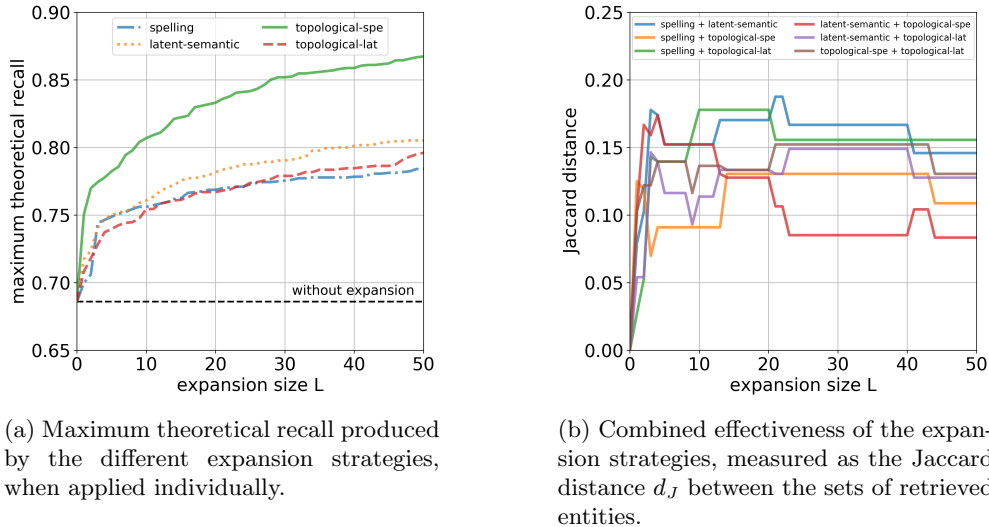 0.90
0.85
0.80
0.75
0.70
0.65
maximum theoretical recall
spelling
latent-semantic
topological-spe
topological-lat
without expansion
0 10 20 30 40 50
expansion size L
0.25
0.20
0.15
0.10
0.05
0.00
Jaccard distance
spelling + latent-semantic
spelling + topological-spe
spelling + topological-lat
latent-semantic + topological-spe
latent-semantic + topological-lat
topological-spe + topological-lat
0 10 20 30 40 50
expansion size L
(a) Maximum theoretical recall produced
by the different expansion strategies,
when applied individually.
(b) Combined effectiveness of the expan-
sion strategies, measured as the Jaccard
distance d_J between the sets of retrieved
entities.